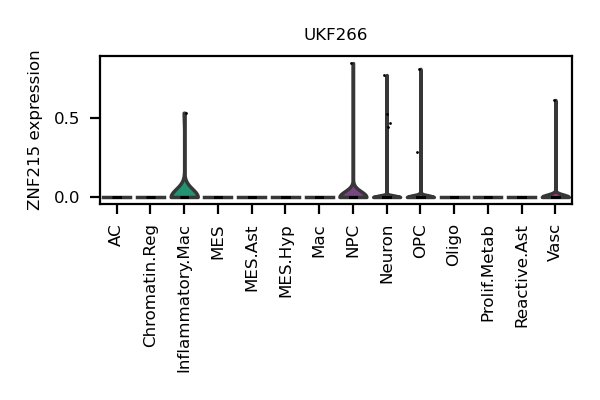 UKF266
ZNF215 expression
0.5
0.0
AC
Chromatin.Reg
Inflammatory.Mac
MES
MES.Ast
MES.Hyp
Mac
NPC
Neuron
OPC
Oligo
Prolif.Metab
Reactive.Ast
Vasc